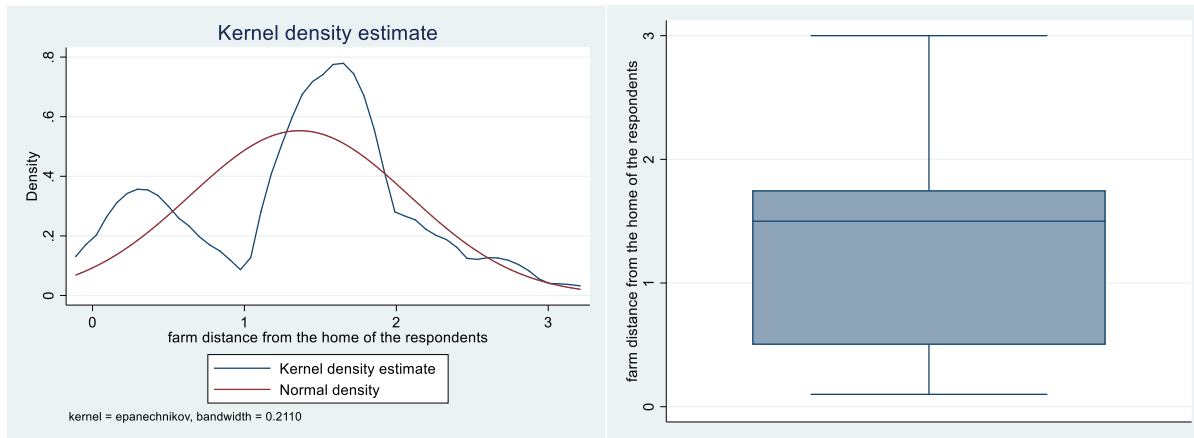 Kernel density estimate
Density
.8
.6
.4
.2
0
0 1 2 3
farm distance from the home of the respondents
Kernel density estimate
Normal density
kernel = epanechnikov, bandwidth = 0.2110
farm distance from the home of the respondents
3
2
1
0